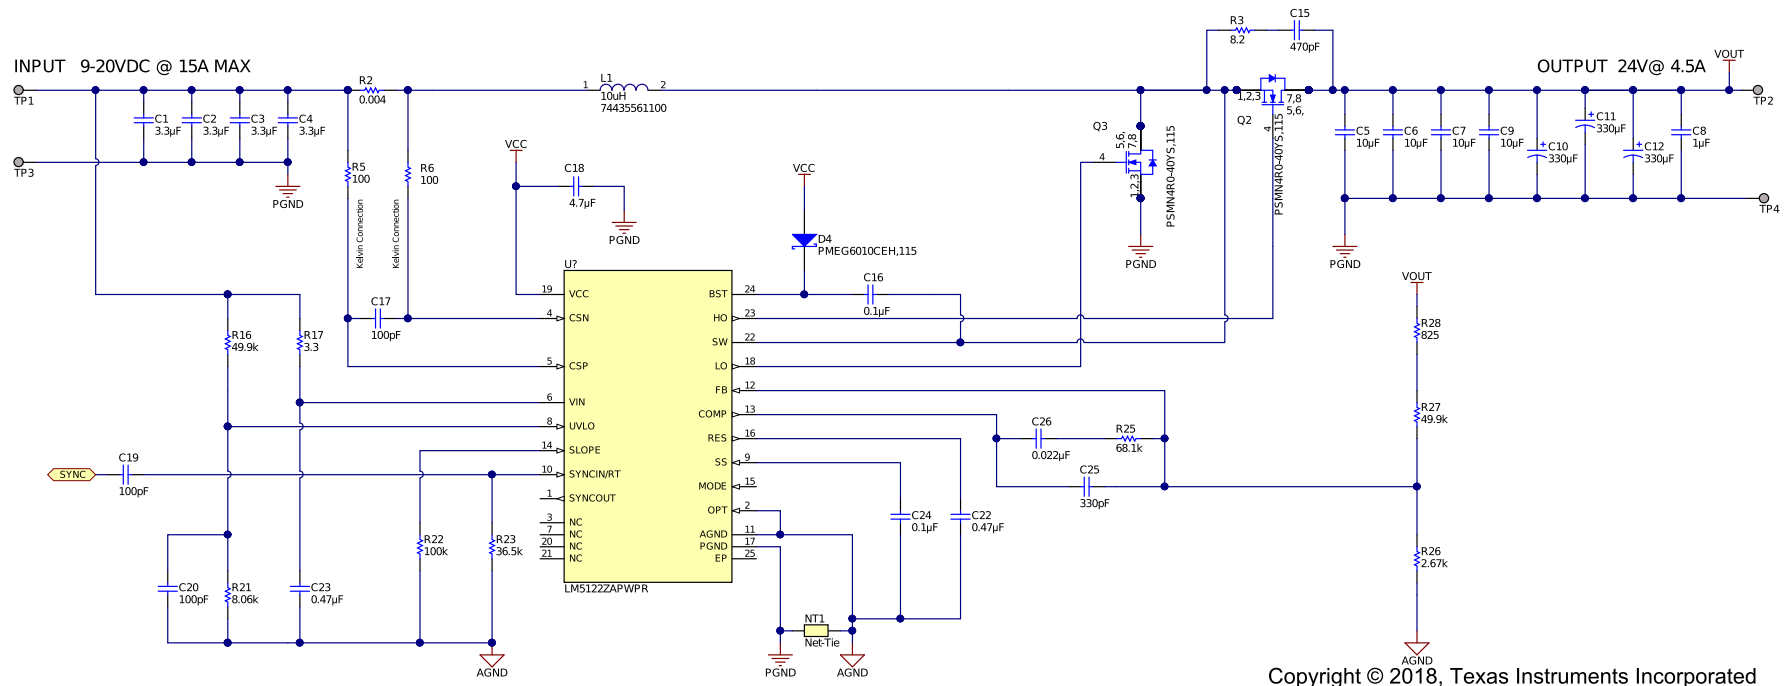 INPUT 9-20VDC @ 15A MAX
OUTPUT 24V@ 4.5A
TP1
TP3
C1
3.3µF
C2
3.3µF
C3
3.3µF
C4
3.3µF
PGND
R2
0.004
R5
100
R6
100
Kelvin Connection
Kelvin Connection
C17
100pF
L1
10uH
74435561100
1
2
VCC
C18
4.7µF
PGND
VCC
D4
PMEG6010CEH,115
C16
0.1µF
R3
8.2
C15
470pF
1,2,3
7,8
5,6,
4
Q2
PSMN4R0-40YS,115
Q3
5,6,
7,8
4
1,2,3
PSMN4R0-40YS,115
PGND
VOUT
TP2
TP4
C5
10µF
C6
10µF
C7
10µF
C9
10µF
C10
330µF
C11
330µF
C12
330µF
C8
1µF
PGND
U?
19 VCC
4 CSN
5 CSP
6 VIN
8 UVLO
14 SLOPE
10 SYNCIN/RT
1 SYNCOUT
3 NC
7 NC
20 NC
21 NC
BST 24
HO 23
SW 22
LO 18
FB 12
COMP 13
RES 16
SS 9
MODE 15
OPT 2
AGND 11
PGND 17
EP 25
LM5122ZAPWPR
R16
49.9k
R17
3.3
SYNC
C19
100pF
C20
100pF
R21
8.06k
C23
0.47µF
R22
100k
R23
36.5k
AGND
NT1
Net-Tie
PGND
AGND
C24
0.1µF
C22
0.47µF
C26
0.022µF
R25
68.1k
C25
330pF
VOUT
R28
825
R27
49.9k
R26
2.67k
AGND
Copyright © 2018, Texas Instruments Incorporated